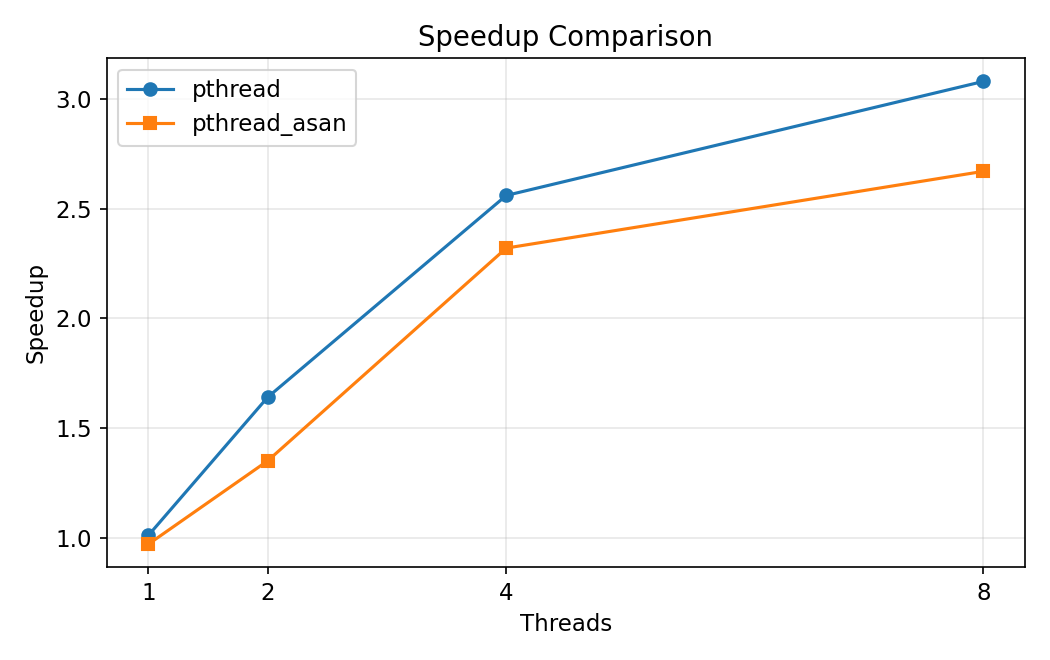 Speedup Comparison
pthread
pthread_asan
3.0
2.5
2.0
1.5
1.0
Speedup
1 2 4 8
Threads